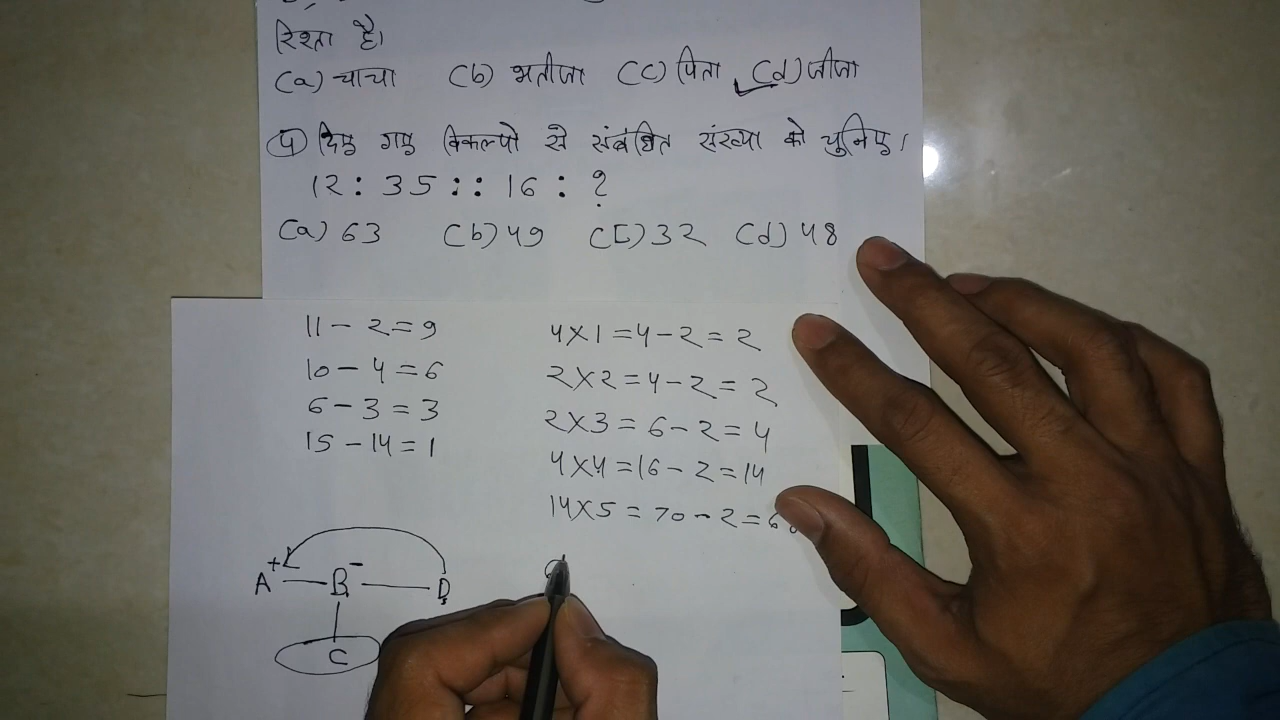 रिश्ता है।
(a) चाचा (b) भतीजा (c) पिता (d) जीजा
(4) दिए गए विकल्पो से संबंधित संख्या को चुनिए।
12 : 35 :: 16 : ?
(a) 63 (b) 49 (c) 32 (d) 48
11 - 2 = 9
10 - 4 = 6
6 - 3 = 3
15 - 14 = 1
4×1 = 4 - 2 = 2
2×2 = 4 - 2 = 2
2×3 = 6 - 2 = 4
4×4 = 16 - 2 = 14
14×5 = 70 - 2 =
A+ B- D
C